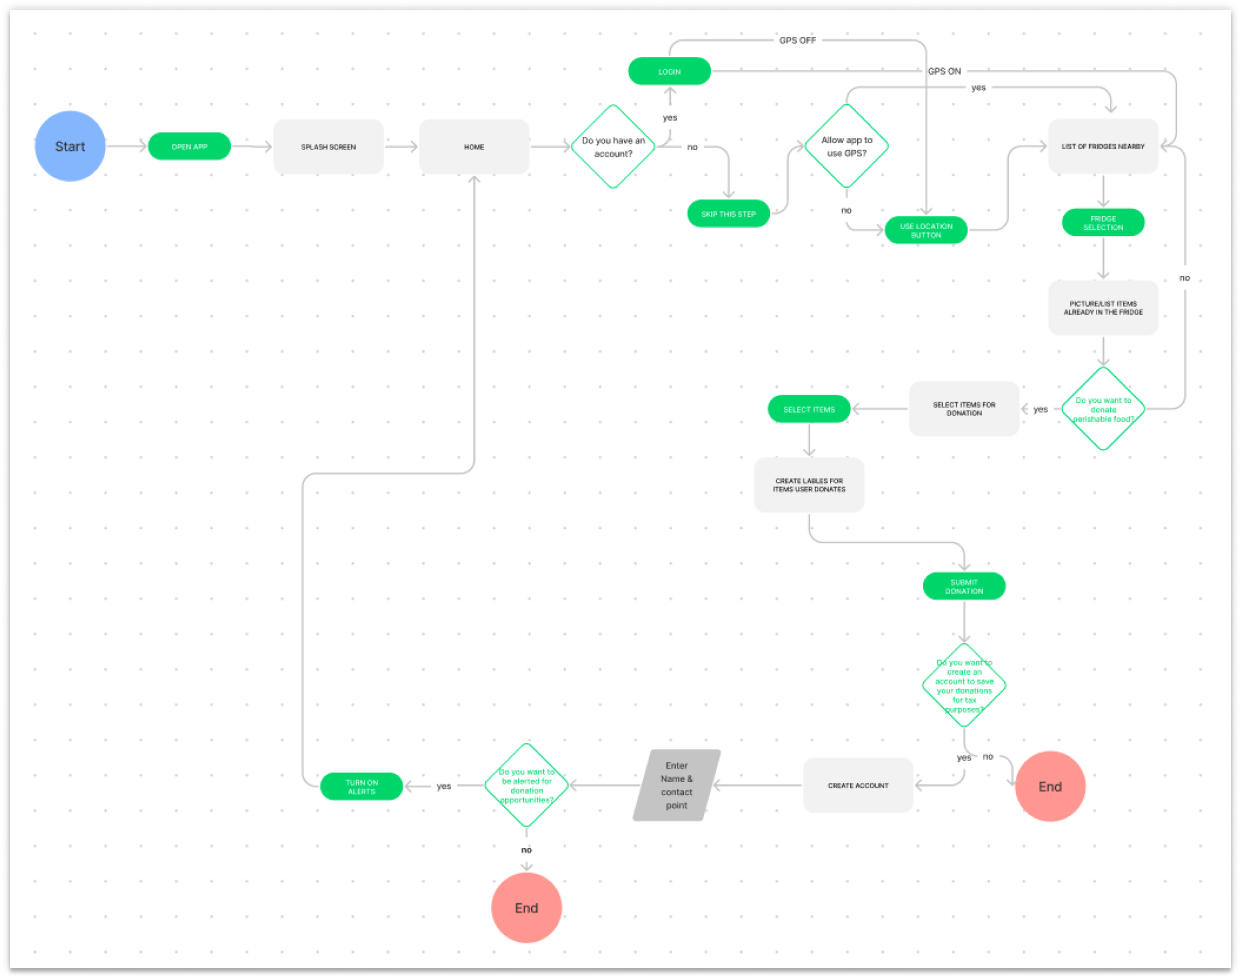 GPS OFF
LOGIN
GPS ON
yes
yes
Start
OPEN APP
SPLASH SCREEN
HOME
Do you have an
account?
no
Allow app to
use GPS?
LIST OF FRIDGES NEARBY
SKIP THIS STEP
no
USE LOCATION
BUTTON
FRIDGE
SELECTION
no
PICTURE/LIST ITEMS
ALREADY IN THE FRIDGE
Do you want to
donate
perishable food?
yes
SELECT ITEMS FOR
DONATION
SELECT ITEMS
CREATE LABLES FOR
ITEMS USER DONATES
SUBMIT
DONATION
Do you want to
create an
account to save
your donations
for tax
purposes?
yes
no
End
CREATE ACCOUNT
Enter
Name &
contact
point
Do you want to
be alerted for
donation
opportunities?
yes
TURN ON
ALERTS
no
End